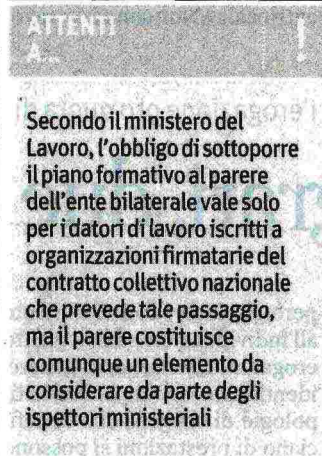 ATTENTI
A... !
Secondo il ministero del
Lavoro, l'obbligo di sottoporre
il piano formativo al parere
dell'ente bilaterale vale solo
per i datori di lavoro iscritti a
organizzazioni firmatarie del
contratto collettivo nazionale
che prevede tale passaggio,
ma il parere costituisce
comunque un elemento da
considerare da parte degli
ispettori ministeriali